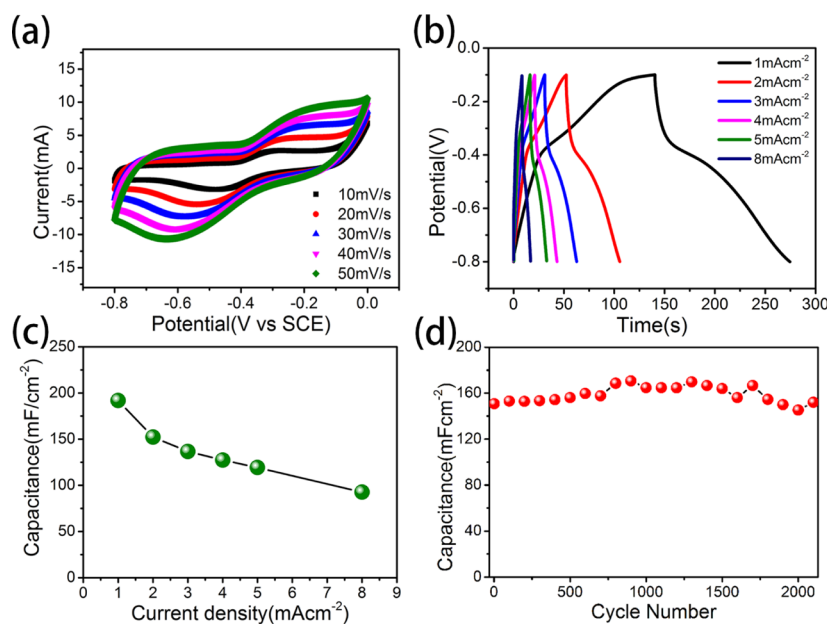 (a)
Current(mA)
15
10
5
0
-5
-10
-15
-0.8
-0.6
-0.4
-0.2
0.0
10mV/s
20mV/s
30mV/s
40mV/s
50mV/s
Potential(V vs SCE)
(b)
Potential(V)
0.0
-0.2
-0.4
-0.6
-0.8
0
50
100
150
200
250
300
1mAcm⁻²
2mAcm⁻²
3mAcm⁻²
4mAcm⁻²
5mAcm⁻²
8mAcm⁻²
Time(s)
(c)
Capacitance(mF/cm⁻²)
250
200
150
100
50
0
0
1
2
3
4
5
6
7
8
9
Current density(mAcm⁻²)
(d)
Capacitance(mFcm⁻²)
200
160
120
80
40
0
0
500
1000
1500
2000
Cycle Number